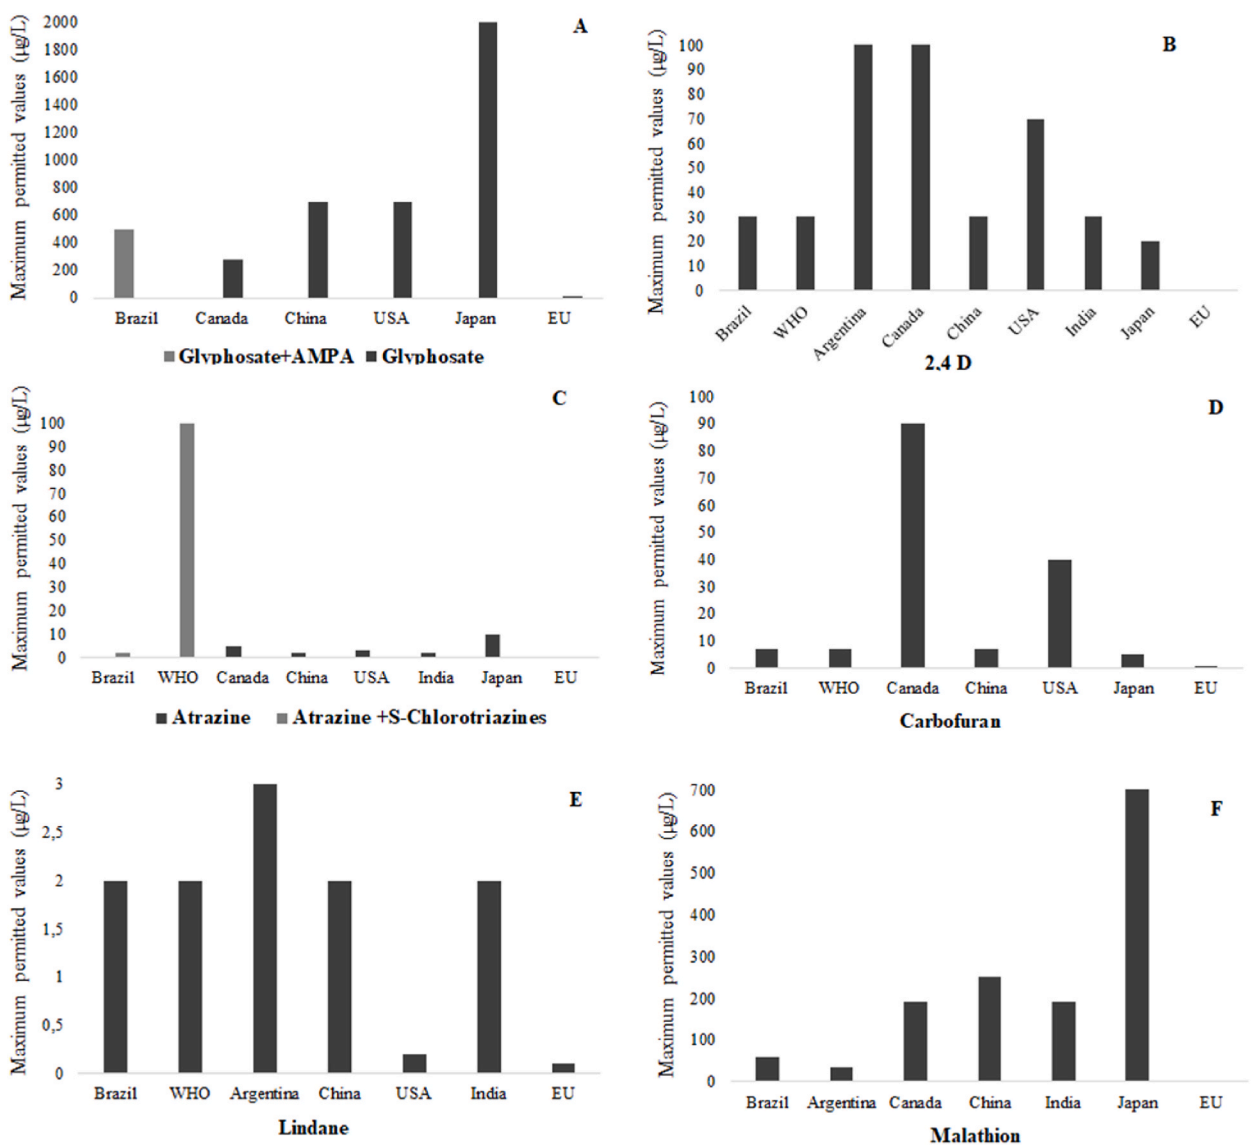 Maximum permitted values (µg/L)
2000
1800
1600
1400
1200
1000
800
600
400
200
0
A
Brazil Canada China USA Japan EU
Glyphosate+AMPA Glyphosate
Maximum permitted values (µg/L)
100
90
80
70
60
50
40
30
20
10
0
B
Brazil WHO Argentina Canada China USA India Japan EU
2,4 D
Maximum permitted values (µg/L)
100
90
80
70
60
50
40
30
20
10
0
C
Brazil WHO Canada China USA India Japan EU
Atrazine Atrazine +S-Chlorotriazines
Maximum permitted values (µg/L)
100
90
80
70
60
50
40
30
20
10
0
D
Brazil WHO Canada China USA Japan EU
Carbofuran
Maximum permitted values (µg/L)
3
2,5
2
1,5
1
0,5
0
E
Brazil WHO Argentina China USA India EU
Lindane
Maximum permitted values (µg/L)
700
600
500
400
300
200
100
0
F
Brazil Argentina Canada China India Japan EU
Malathion